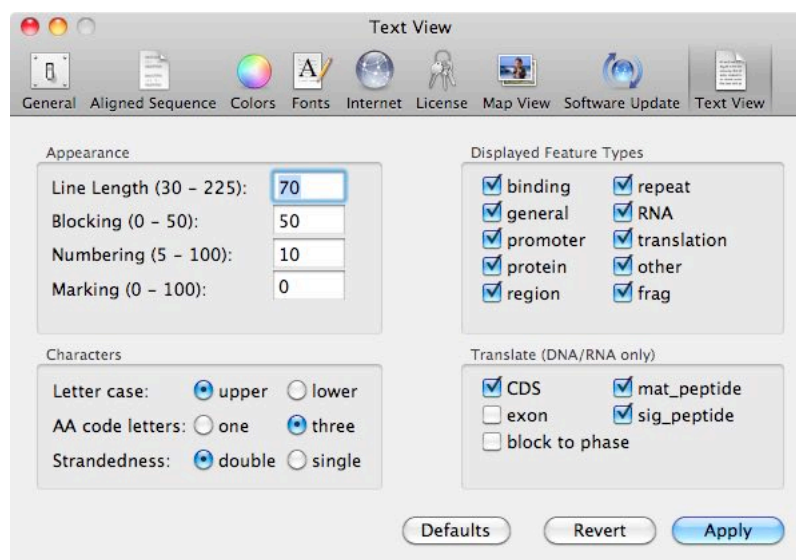 Text View
General Aligned Sequence Colors Fonts Internet License Map View Software Update Text View
Appearance
Line Length (30 – 225): 70
Blocking (0 – 50): 50
Numbering (5 – 100): 10
Marking (0 – 100): 0
Displayed Feature Types
binding repeat
general RNA
promoter translation
protein other
region frag
Characters
Letter case: upper lower
AA code letters: one three
Strandedness: double single
Translate (DNA/RNA only)
CDS mat_peptide
exon sig_peptide
block to phase
Defaults Revert Apply